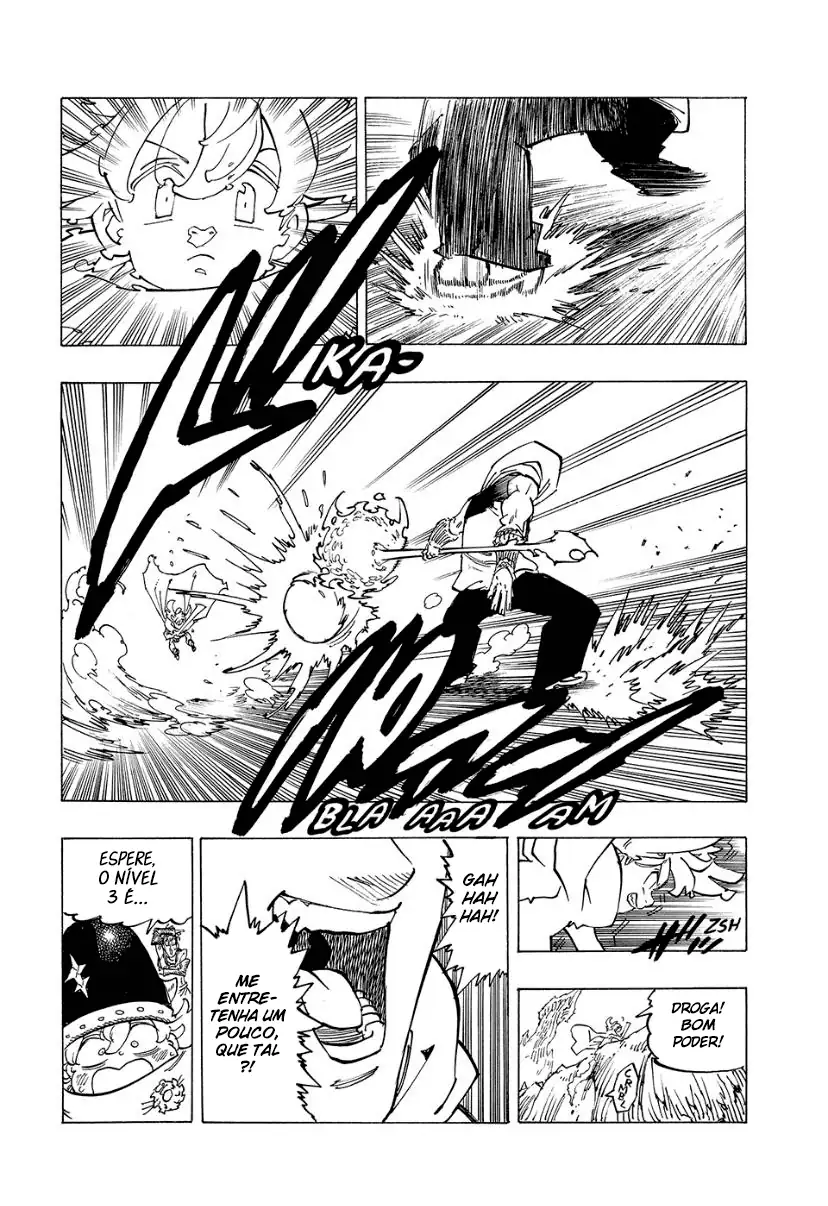 KA-
BLA AAA AM
ZSH
DROGA!
BOM
PODER!
GAH
HAH
HAH!
ME
ENTRE-
TENHA UM
POUCO,
QUE TAL
?!
ESPERE,
O NÍVEL
3 É...